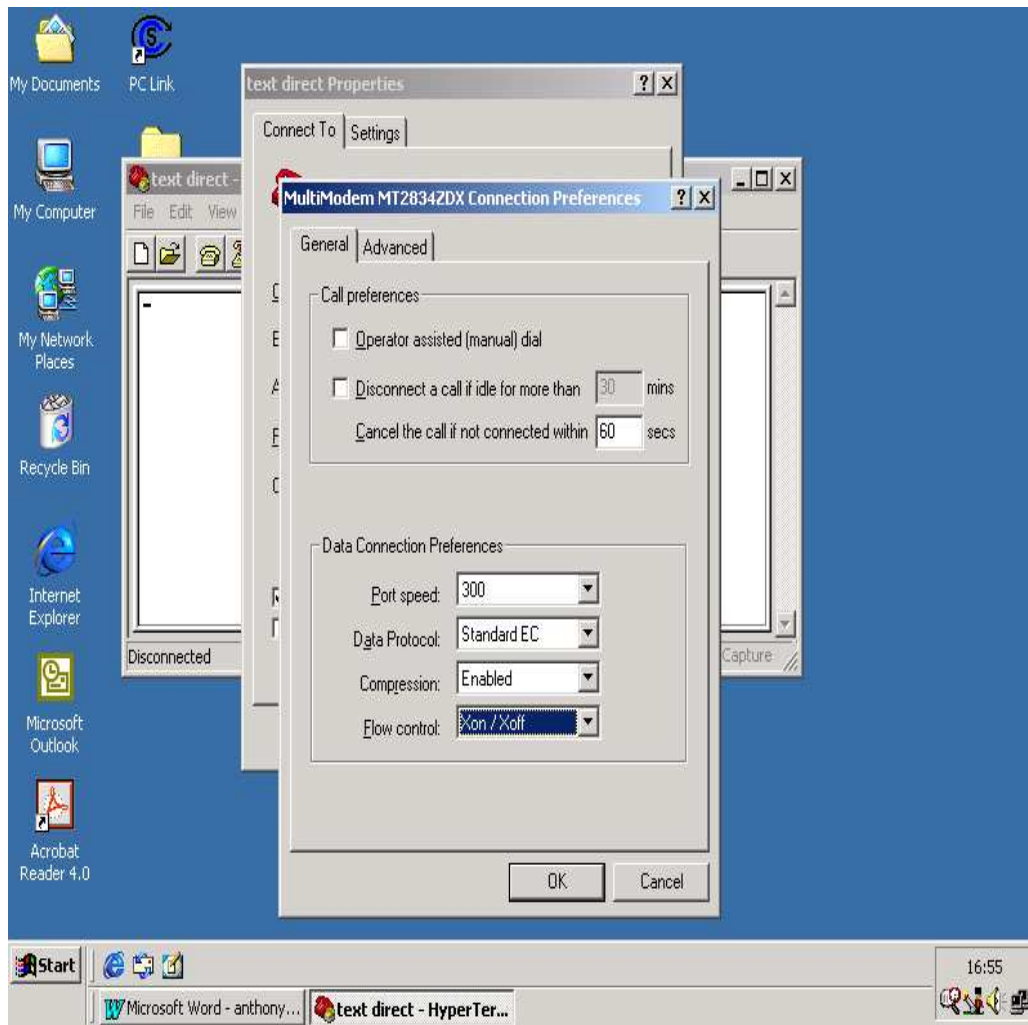 My Documents
PC Link
My Computer
My Network
Places
Recycle Bin
Internet
Explorer
Microsoft
Outlook
Acrobat
Reader 4.0
text direct Properties
Connect To
Settings
text direct -
File Edit View
Disconnected
Capture
MultiModem MT2834ZDX Connection Preferences
General
Advanced
Call preferences
Operator assisted (manual) dial
Disconnect a call if idle for more than 30 mins
Cancel the call if not connected within 60 secs
Data Connection Preferences
Port speed: 300
Data Protocol: Standard EC
Compression: Enabled
Flow control: Xon / Xoff
OK
Cancel
Start
16:55
Microsoft Word - anthony...
text direct - HyperTer...